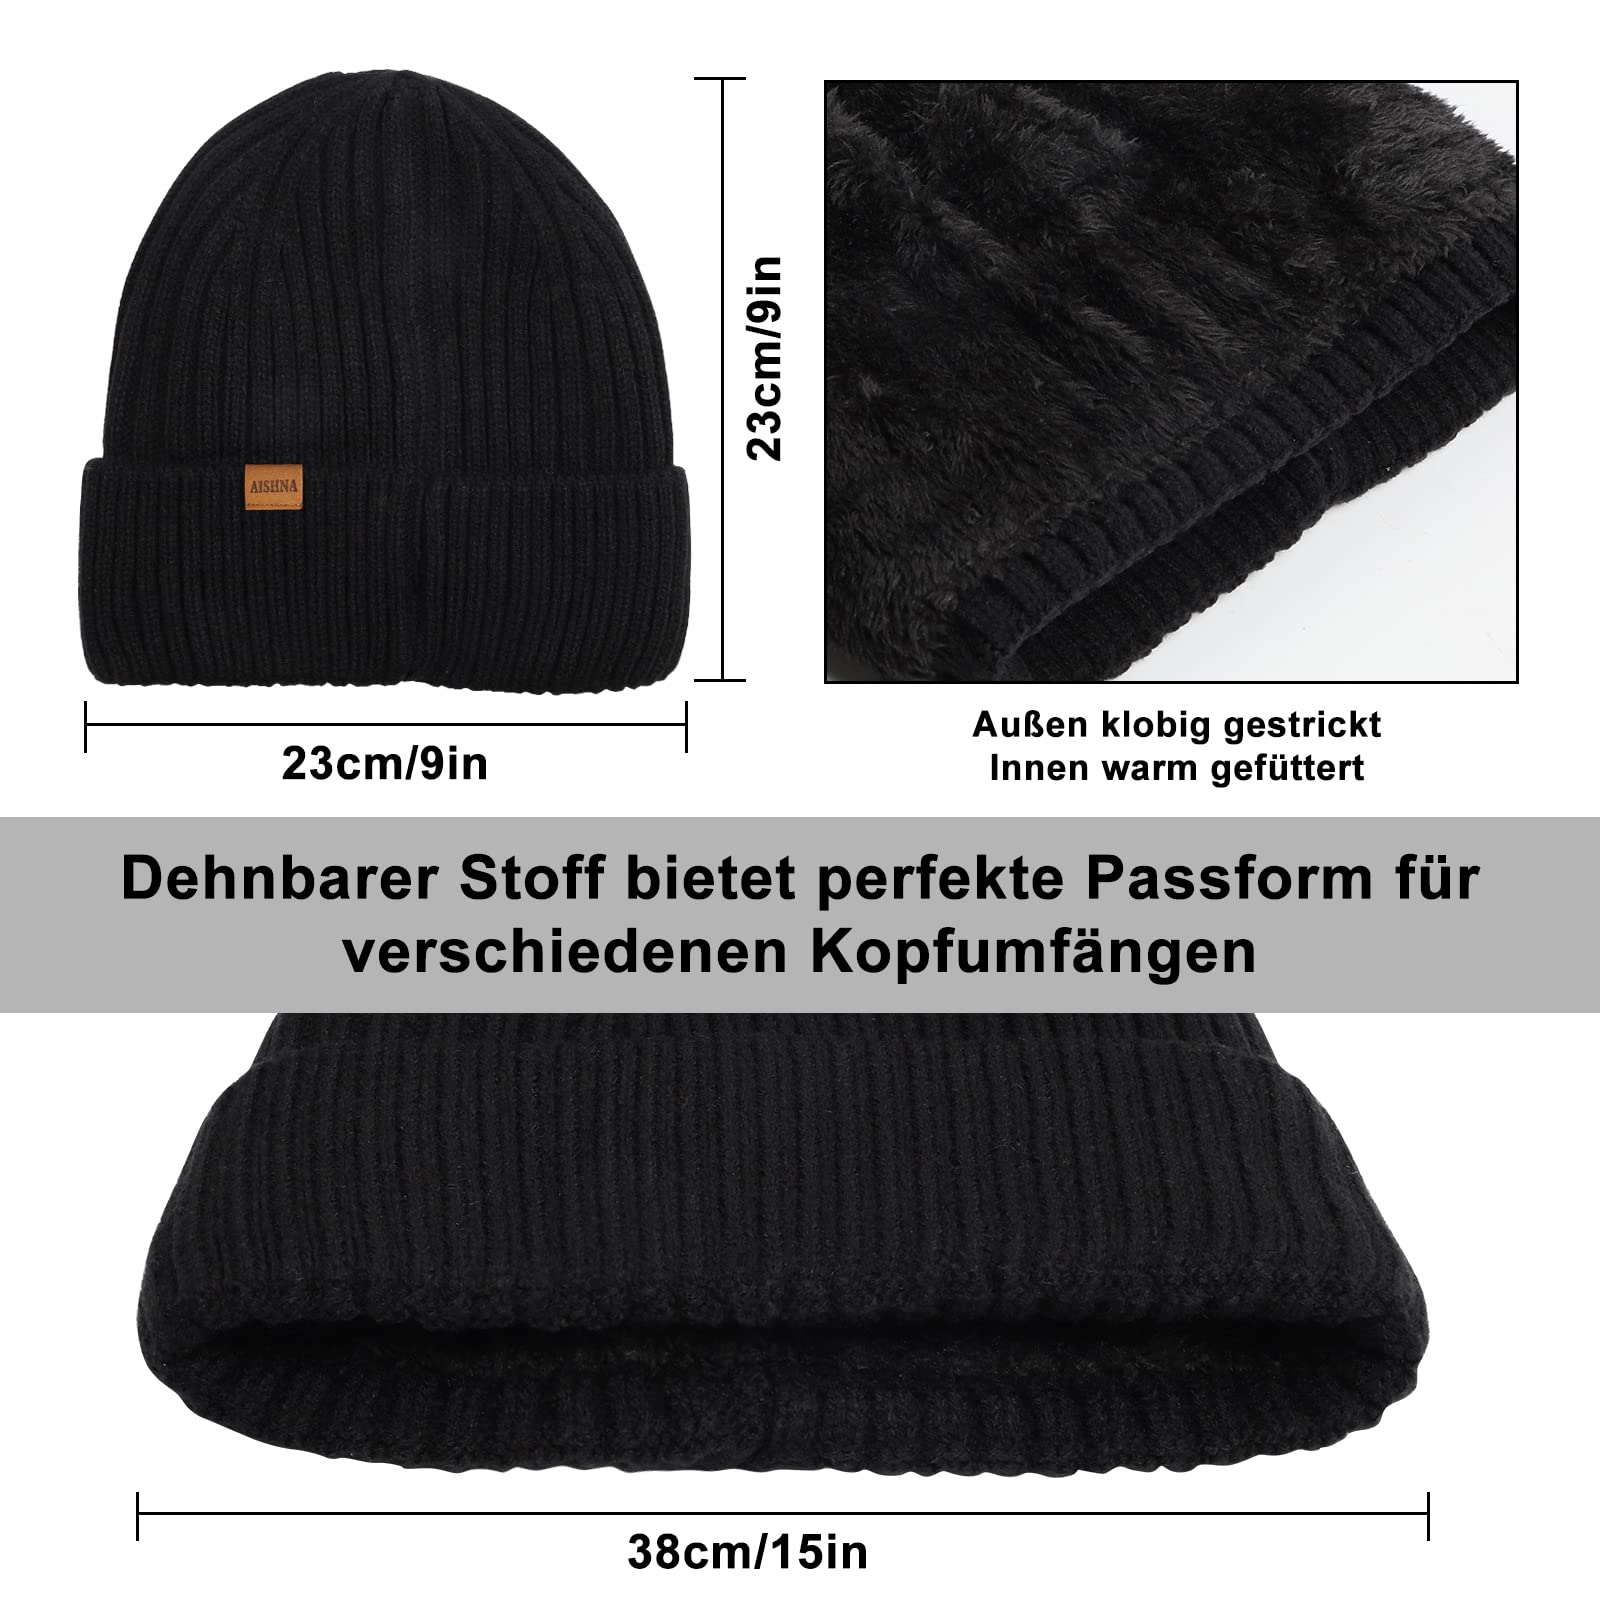 AISHNA
23cm/9in
23cm/9in
Außen klobig gestrickt
Innen warm gefüttert
Dehnbarer Stoff bietet perfekte Passform für
verschiedenen Kopfumfängen
38cm/15in